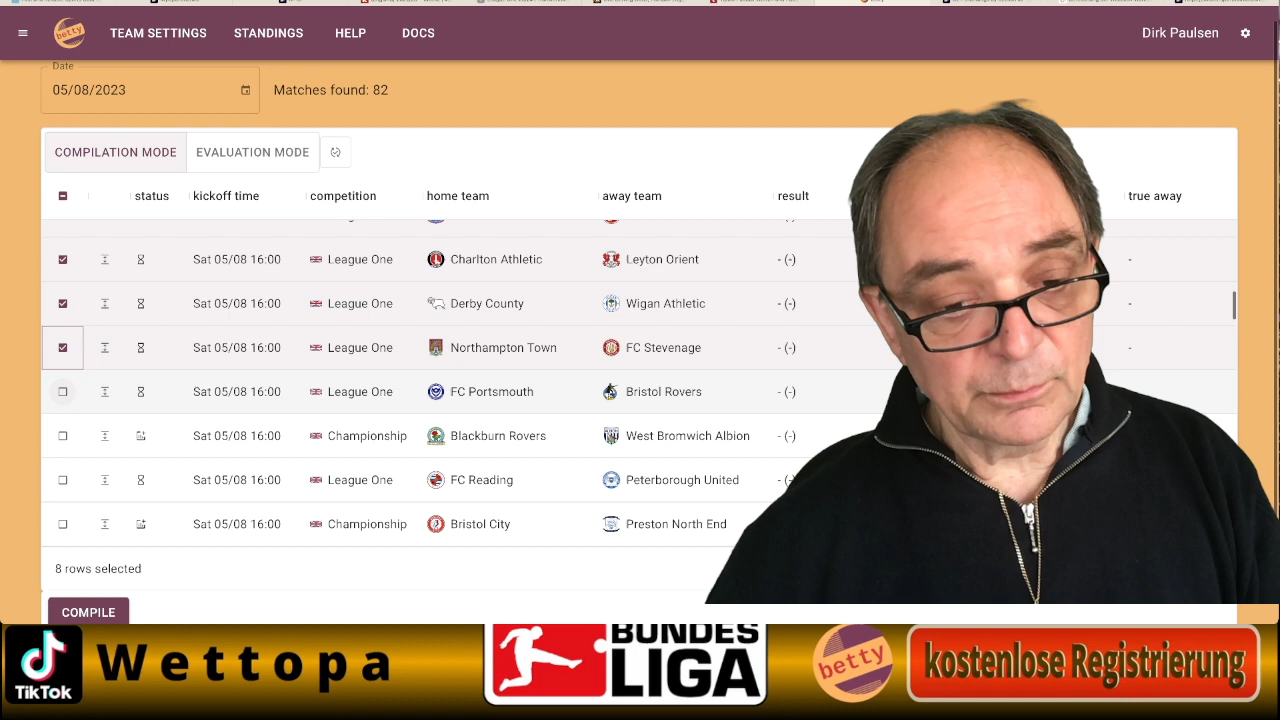 betty TEAM SETTINGS STANDINGS HELP DOCS Dirk Paulsen
Date
05/08/2023 Matches found: 82
COMPILATION MODE EVALUATION MODE
status kickoff time competition home team away team result true away
Sat 05/08 16:00 League One Charlton Athletic Leyton Orient - (-) -
Sat 05/08 16:00 League One Derby County Wigan Athletic - (-) -
Sat 05/08 16:00 League One Northampton Town FC Stevenage - (-) -
Sat 05/08 16:00 League One FC Portsmouth Bristol Rovers - (-)
Sat 05/08 16:00 Championship Blackburn Rovers West Bromwich Albion - (-)
Sat 05/08 16:00 League One FC Reading Peterborough United - (-)
Sat 05/08 16:00 Championship Bristol City Preston North End
8 rows selected
COMPILE
TikTok Wettopa BUNDES betty kostenlose Registrierung
LIGA